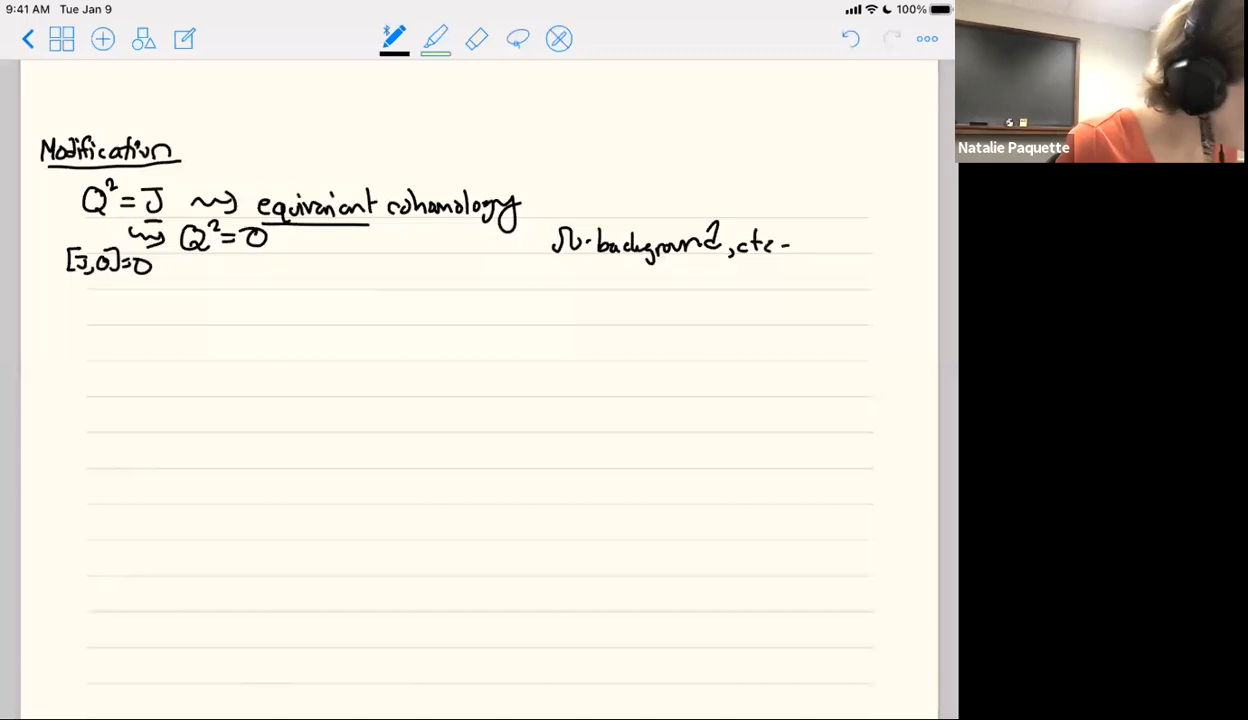 9:41 AM Tue Jan 9
100%
Natalie Paquette
Modification
Q² = J ⇝ equivariant cohomology
⇝ Q² = 0
Ω-background, etc -
[J,Q]=0